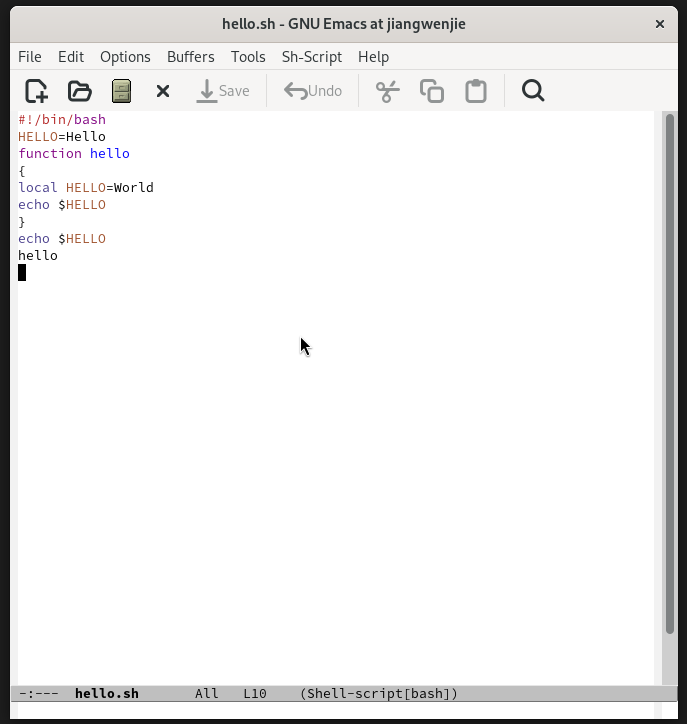 hello.sh - GNU Emacs at jiangwenjie
File Edit Options Buffers Tools Sh-Script Help
Save Undo
#!/bin/bash
HELLO=Hello
function hello
{
local HELLO=World
echo $HELLO
}
echo $HELLO
hello
-:--- hello.sh All L10 (Shell-script[bash])